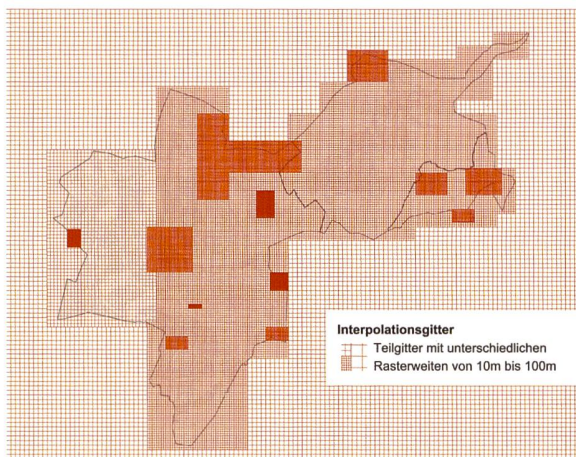 Interpolationsgitter
Teilgitter mit unterschiedlichen
Rasterweiten von 10m bis 100m